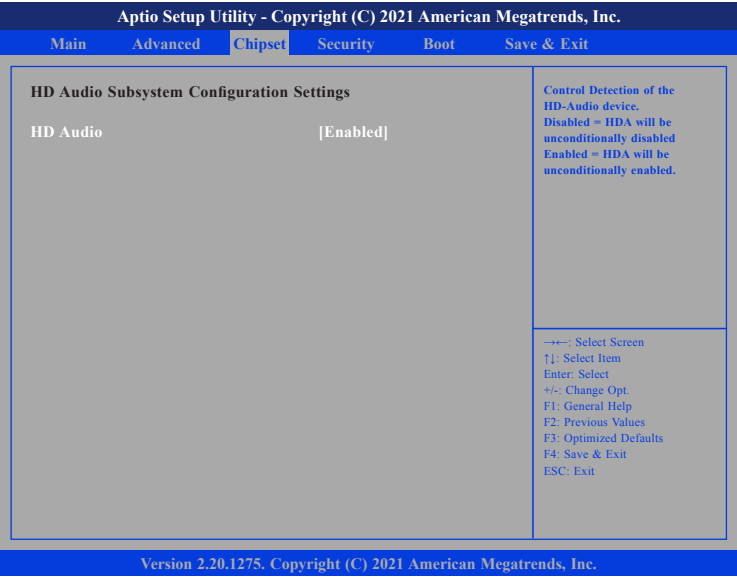 Aptio Setup Utility - Copyright (C) 2021 American Megatrends, Inc.
Main Advanced Chipset Security Boot Save & Exit
HD Audio Subsystem Configuration Settings
HD Audio [Enabled]
Control Detection of the
HD-Audio device.
Disabled = HDA will be
unconditionally disabled
Enabled = HDA will be
unconditionally enabled.
→←: Select Screen
↑↓: Select Item
Enter: Select
+/-: Change Opt.
F1: General Help
F2: Previous Values
F3: Optimized Defaults
F4: Save & Exit
ESC: Exit
Version 2.20.1275. Copyright (C) 2021 American Megatrends, Inc.